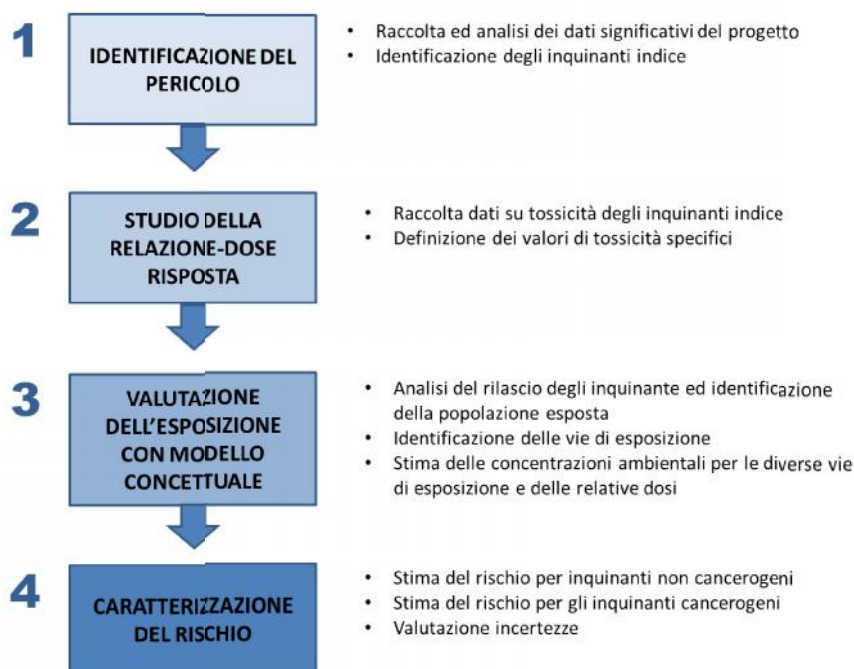 1
IDENTIFICAZIONE DEL
PERICOLO
• Raccolta ed analisi dei dati significativi del progetto
• Identificazione degli inquinanti indice
2
STUDIO DELLA
RELAZIONE-DOSE
RISPOSTA
• Raccolta dati su tossicità degli inquinanti indice
• Definizione dei valori di tossicità specifici
3
VALUTAZIONE
DELL'ESPOSIZIONE
CON MODELLO
CONCETTUALE
• Analisi del rilascio degli inquinante ed identificazione
della popolazione esposta
• Identificazione delle vie di esposizione
• Stima delle concentrazioni ambientali per le diverse vie
di esposizione e delle relative dosi
4
CARATTERIZZAZIONE
DEL RISCHIO
• Stima del rischio per inquinanti non cancerogeni
• Stima del rischio per gli inquinanti cancerogeni
• Valutazione incertezze